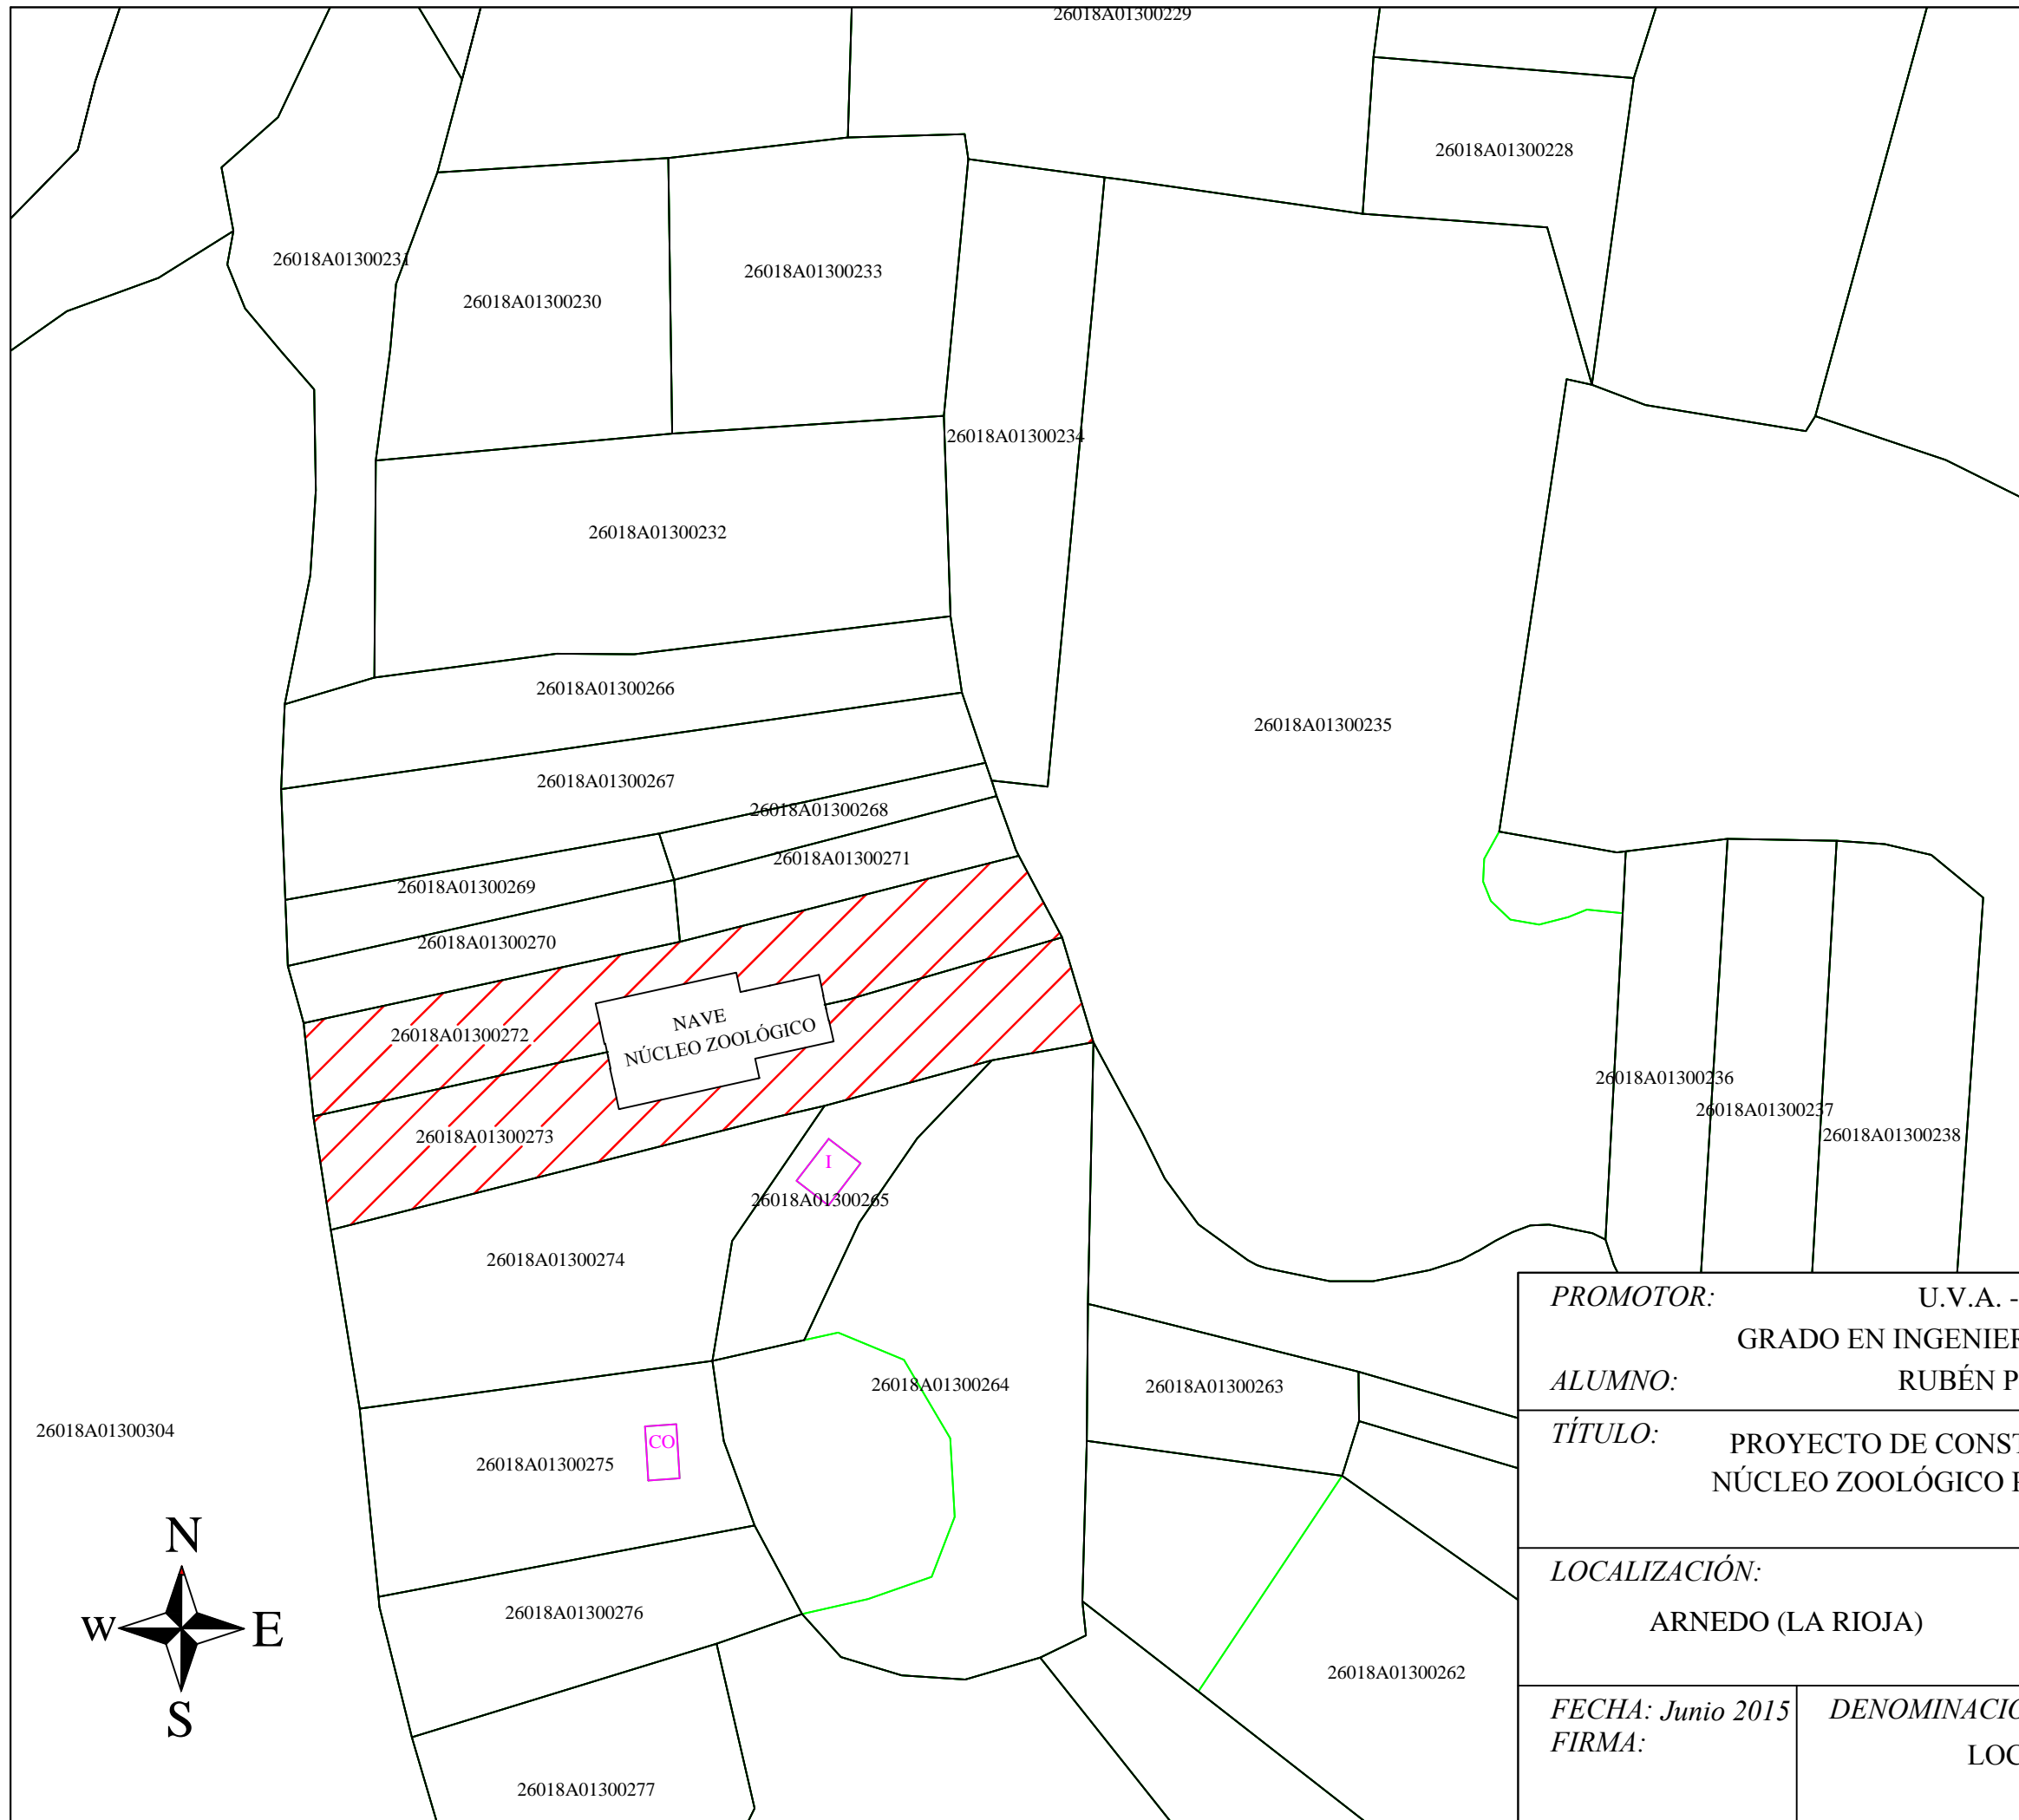 26018A01300229
26018A01300228
26018A01300231
26018A01300233
26018A01300230
26018A01300234
26018A01300232
26018A01300266
26018A01300235
26018A01300267
26018A01300268
26018A01300271
26018A01300269
26018A01300270
NAVE
NÚCLEO ZOOLÓGICO
26018A01300272
26018A01300236
26018A01300237
26018A01300238
26018A01300273
I
26018A01300265
26018A01300274
26018A01300264
26018A01300263
26018A01300304
CO
26018A01300275
26018A01300276
26018A01300262
26018A01300277
N
W E
S
PROMOTOR: U.V.A. -
GRADO EN INGENIER
ALUMNO: RUBÉN P
TÍTULO: PROYECTO DE CONST
NÚCLEO ZOOLÓGICO P
LOCALIZACIÓN:
ARNEDO (LA RIOJA)
FECHA: Junio 2015 DENOMINACIÓ
FIRMA:
LOC